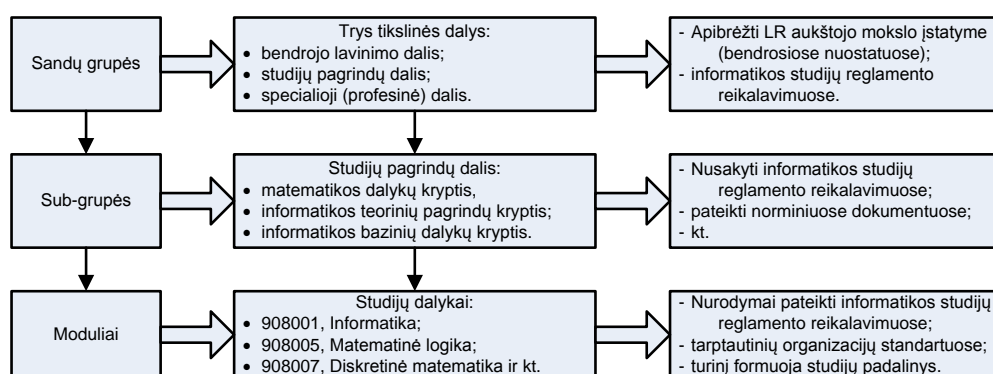 Sandų grupės
Trys tikslinės dalys:
• bendrojo lavinimo dalis;
• studijų pagrindų dalis;
• specialioji (profesinė) dalis.
- Apibrėžti LR aukštojo mokslo įstatyme
(bendrosiose nuostatuose);
- informatikos studijų reglamento
reikalavimuose.
Sub-grupės
Studijų pagrindų dalis:
• matematikos dalykų kryptis,
• informatikos teorinių pagrindų kryptis;
• informatikos bazinių dalykų kryptis.
- Nusakyti informatikos studijų
reglamento reikalavimuose;
- pateikti norminiuose dokumentuose;
- kt.
Moduliai
Studijų dalykai:
• 908001, Informatika;
• 908005, Matematinė logika;
• 908007, Diskretinė matematika ir kt.
- Nurodymai pateikti informatikos studijų
reglamento reikalavimuose;
- tarptautinių organizacijų standartuose;
- turinį formuoja studijų padalinys.